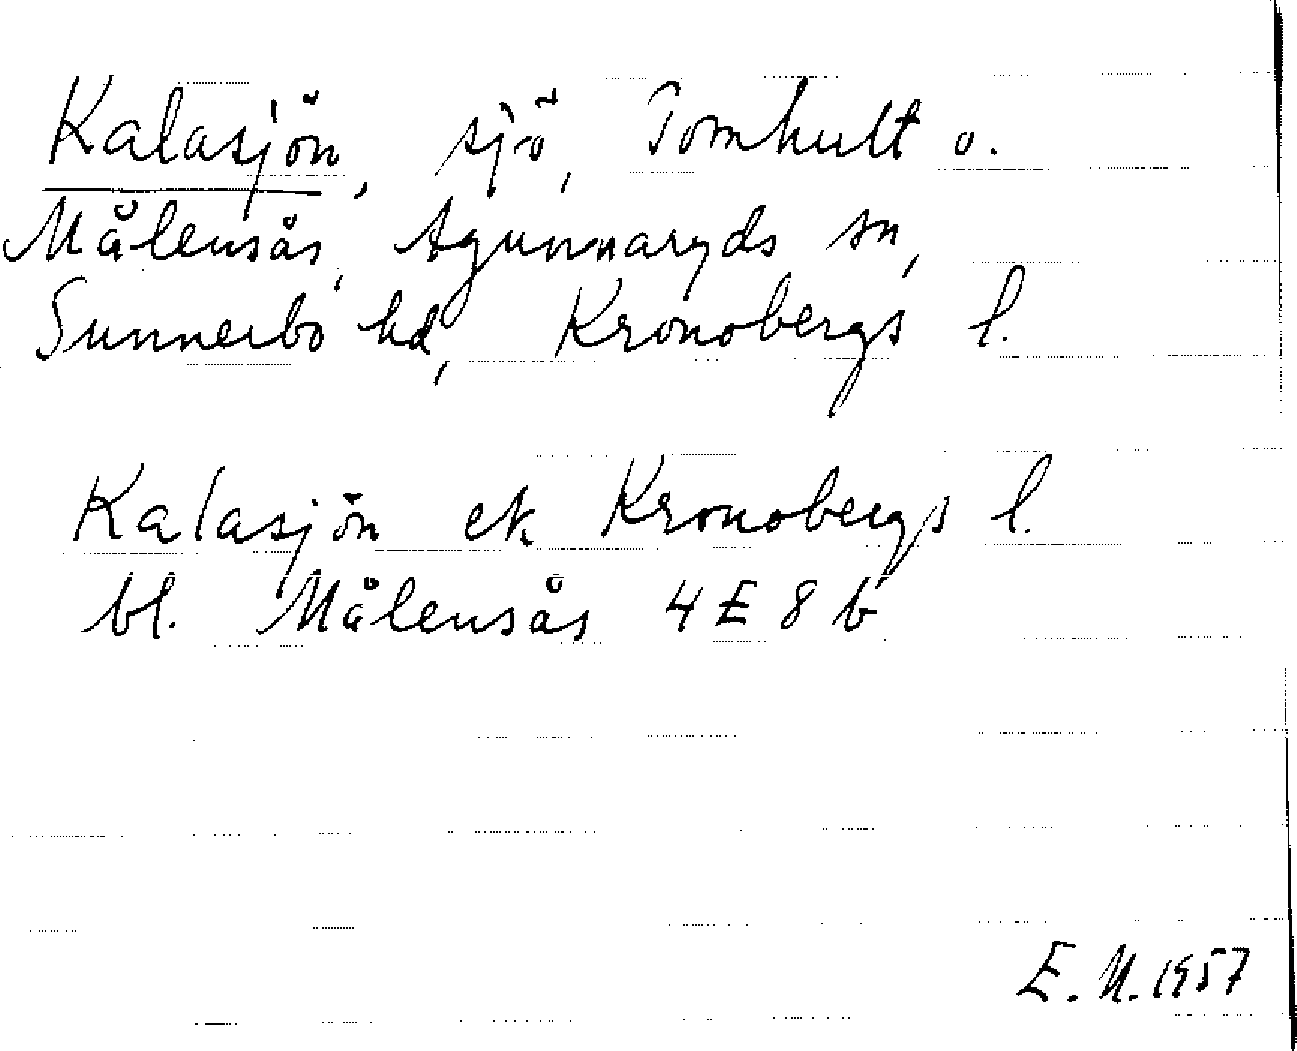 Kalasjön, sjö, Tomhult o.
Målensås, Agunnaryds sn,
Sunnerbo hd, Kronobergs l.
Kalasjön ek Kronobergs l.
bl. Målensås 4 E 8 b
E. N. 1957